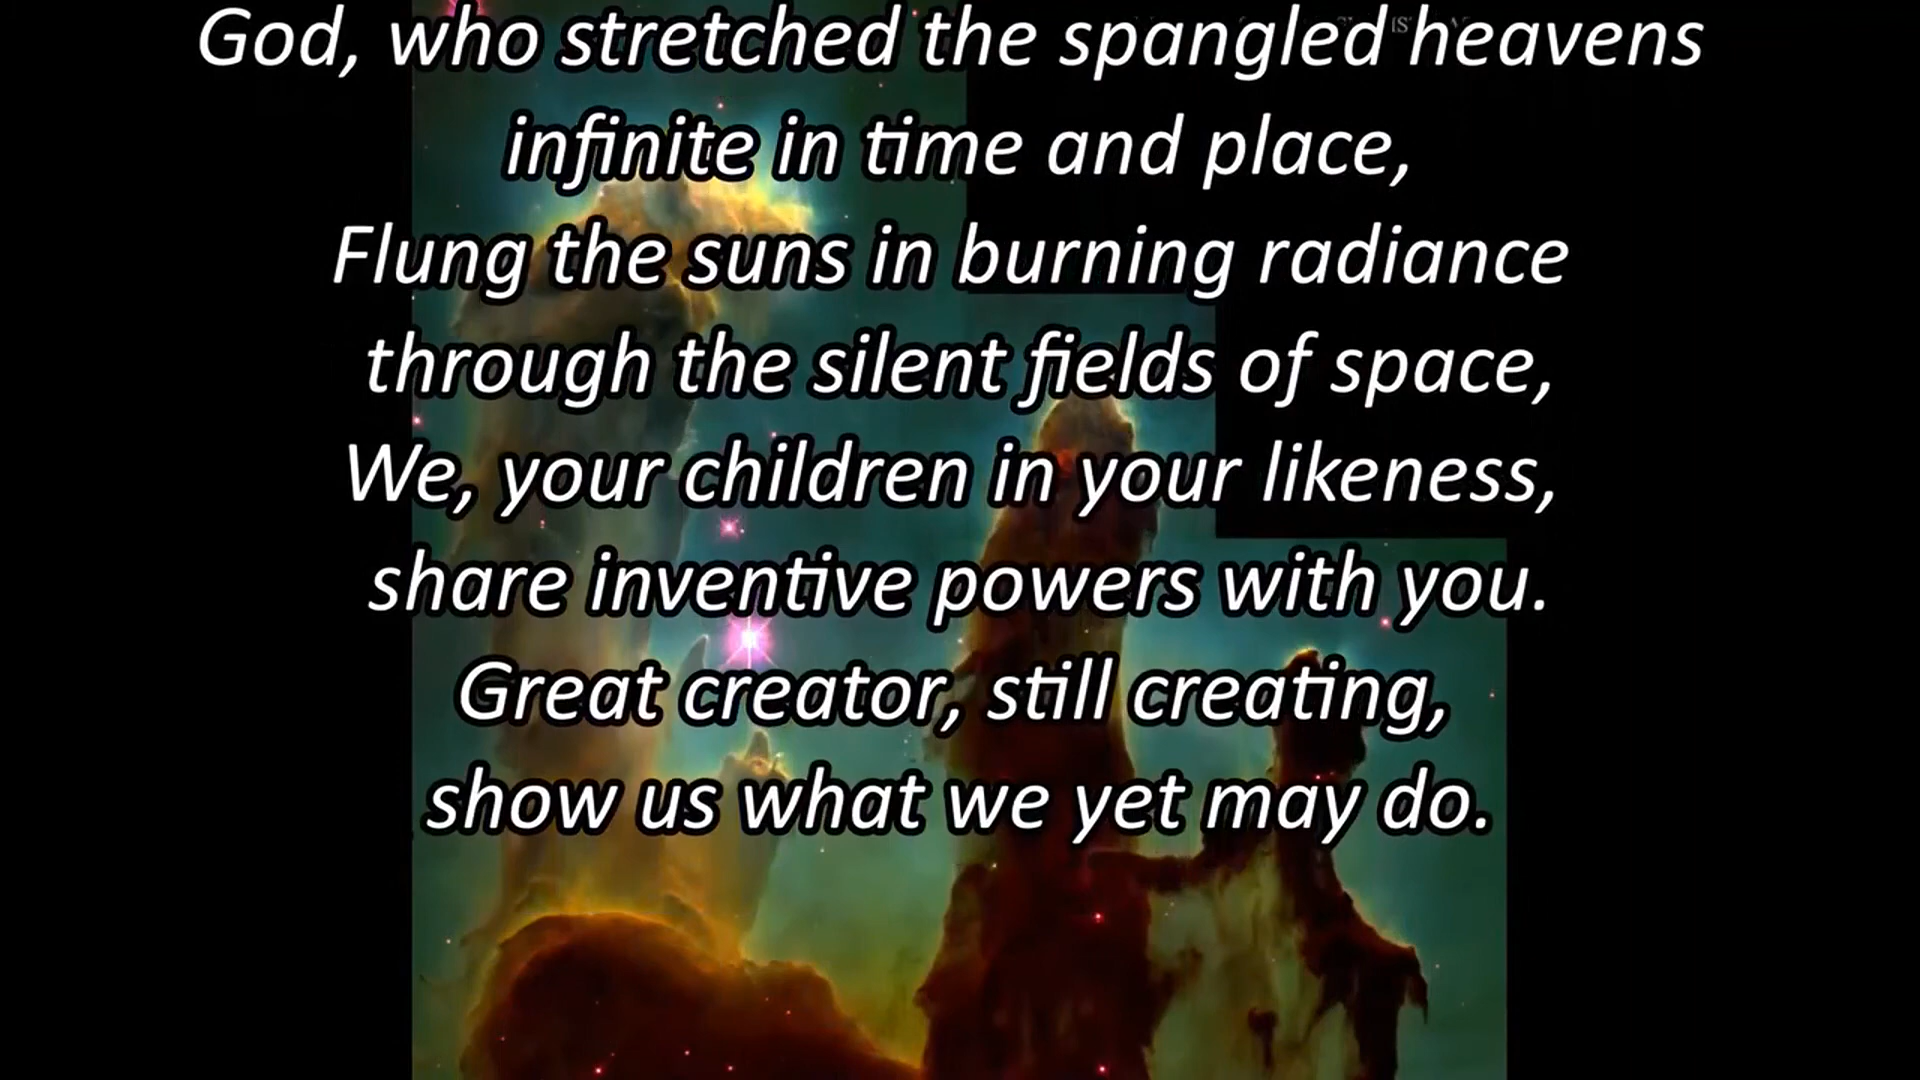 God, who stretched the spangled heavens
infinite in time and place,
Flung the suns in burning radiance
through the silent fields of space,
We, your children in your likeness,
share inventive powers with you.
Great creator, still creating,
show us what we yet may do.